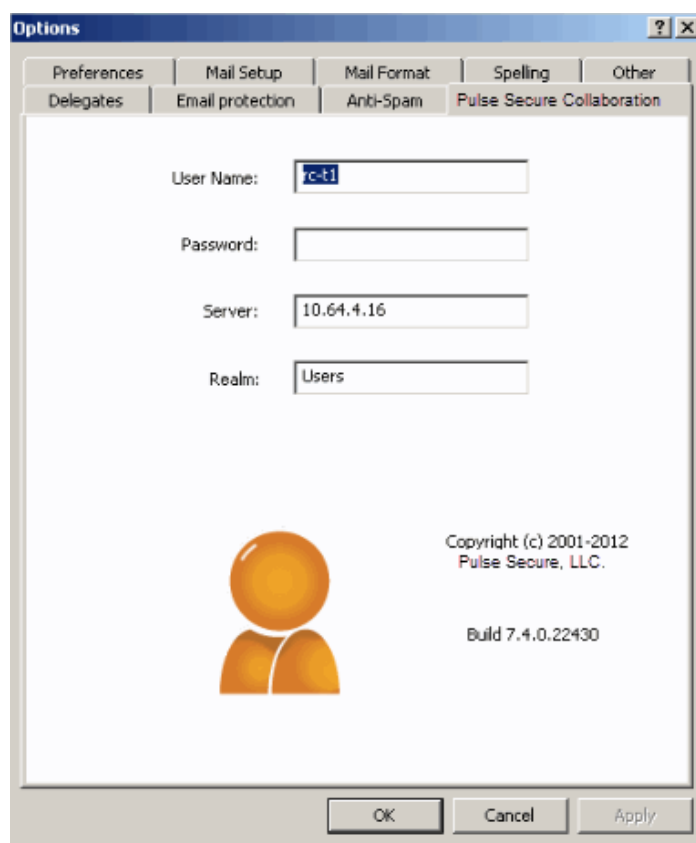 Options
Preferences Mail Setup Mail Format Spelling Other
Delegates Email protection Anti-Spam Pulse Secure Collaboration
User Name: rc-t1
Password:
Server: 10.64.4.16
Realm: Users
Copyright (c) 2001-2012
Pulse Secure, LLC.
Build 7.4.0.22430
OK Cancel Apply